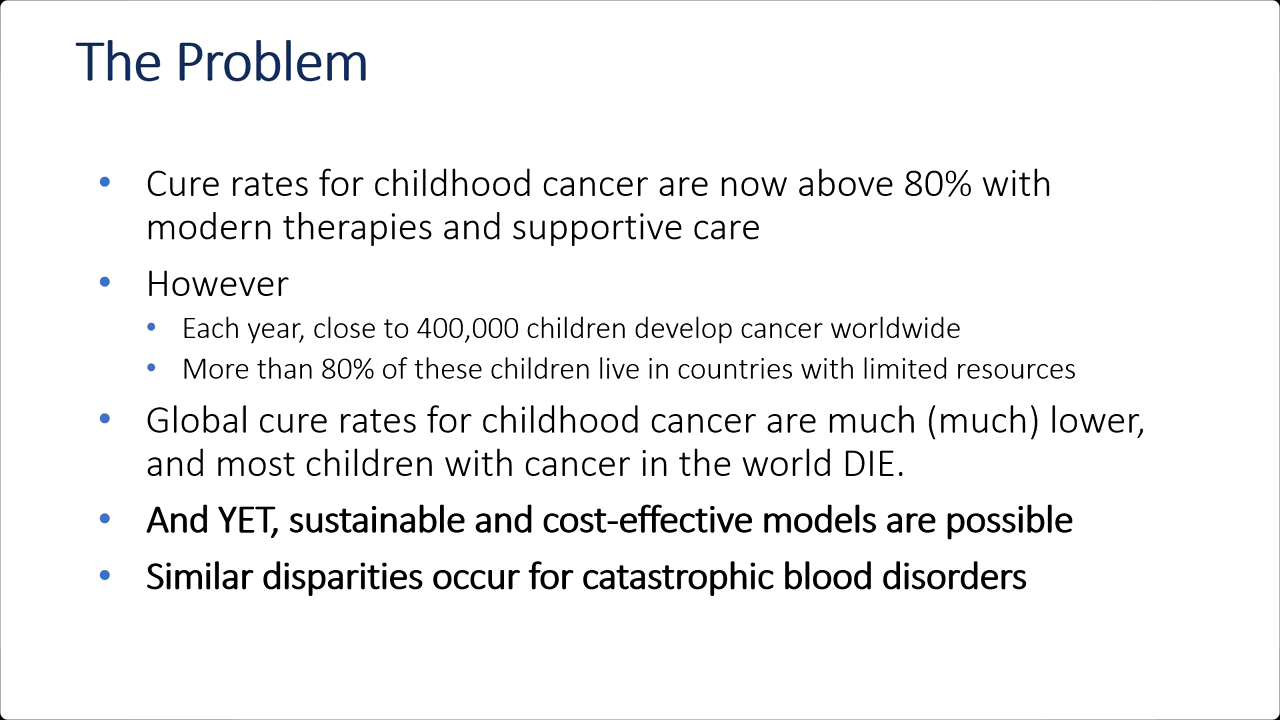 The Problem
• Cure rates for childhood cancer are now above 80% with
modern therapies and supportive care
• However
• Each year, close to 400,000 children develop cancer worldwide
• More than 80% of these children live in countries with limited resources
• Global cure rates for childhood cancer are much (much) lower,
and most children with cancer in the world DIE.
• And YET, sustainable and cost-effective models are possible
• Similar disparities occur for catastrophic blood disorders